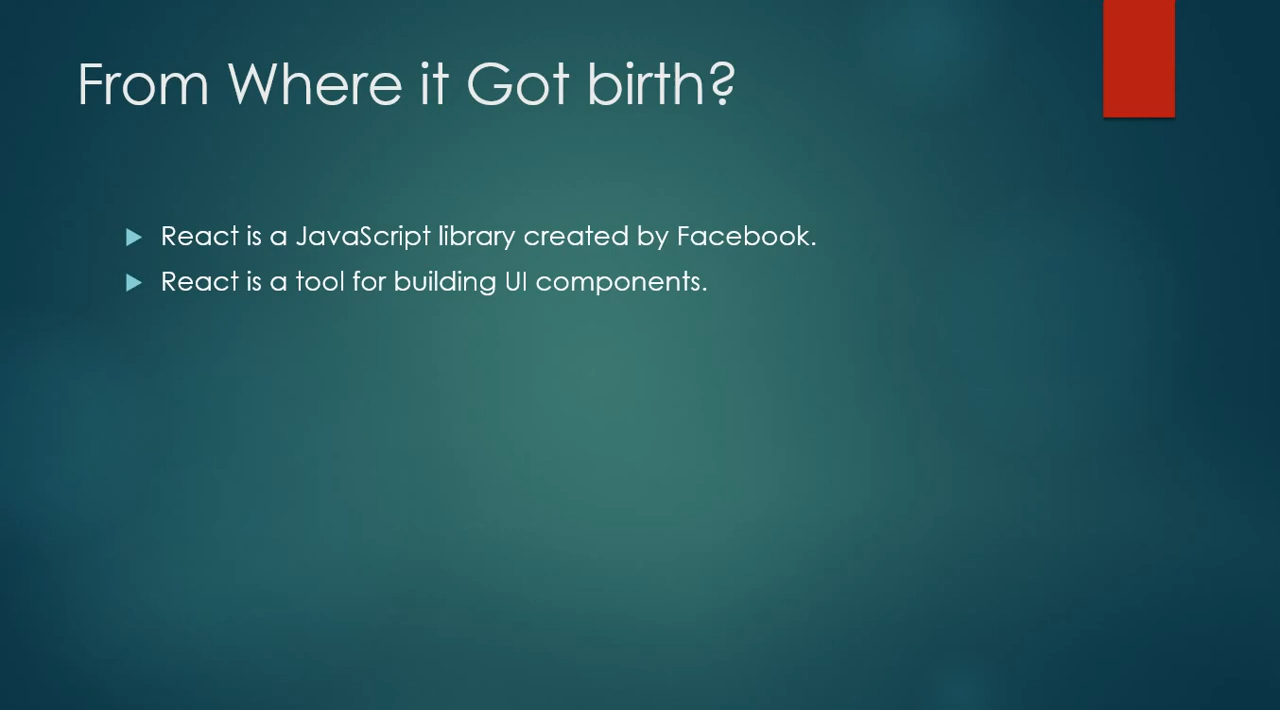 From Where it Got birth?
React is a JavaScript library created by Facebook.
React is a tool for building UI components.